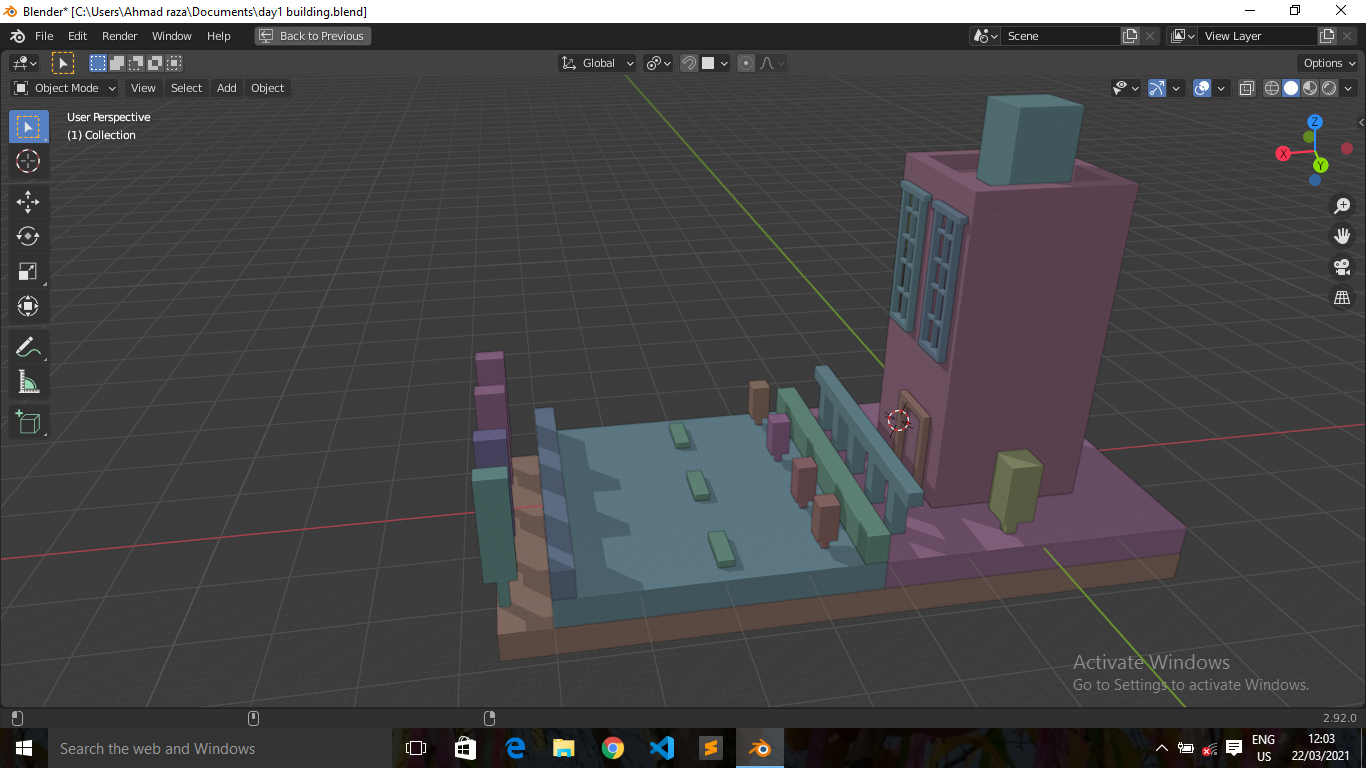 Blender* [C:\Users\Ahmad raza\Documents\day1 building.blend]
File Edit Render Window Help Back to Previous Scene View Layer
Global Options
Object Mode View Select Add Object
User Perspective
(1) Collection
Z
X
Y
Activate Windows
Go to Settings to activate Windows.
2.92.0
Search the web and Windows
ENG
US
12:03
22/03/2021